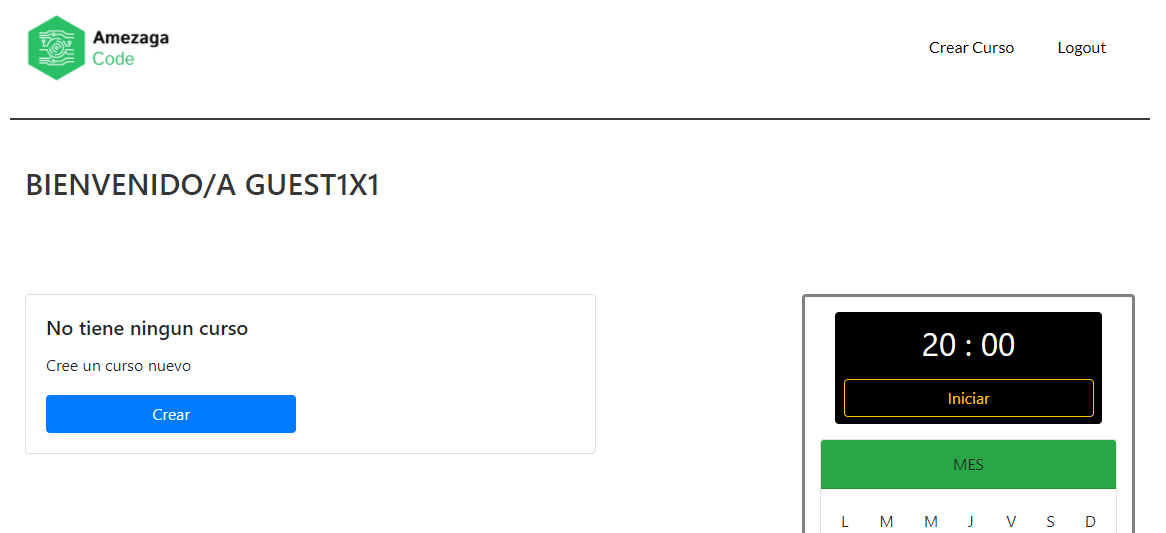 Amezaga
Code
Crear Curso Logout
BIENVENIDO/A GUEST1X1
No tiene ningun curso
Cree un curso nuevo
Crear
20 : 00
Iniciar
MES
L M M J V S D